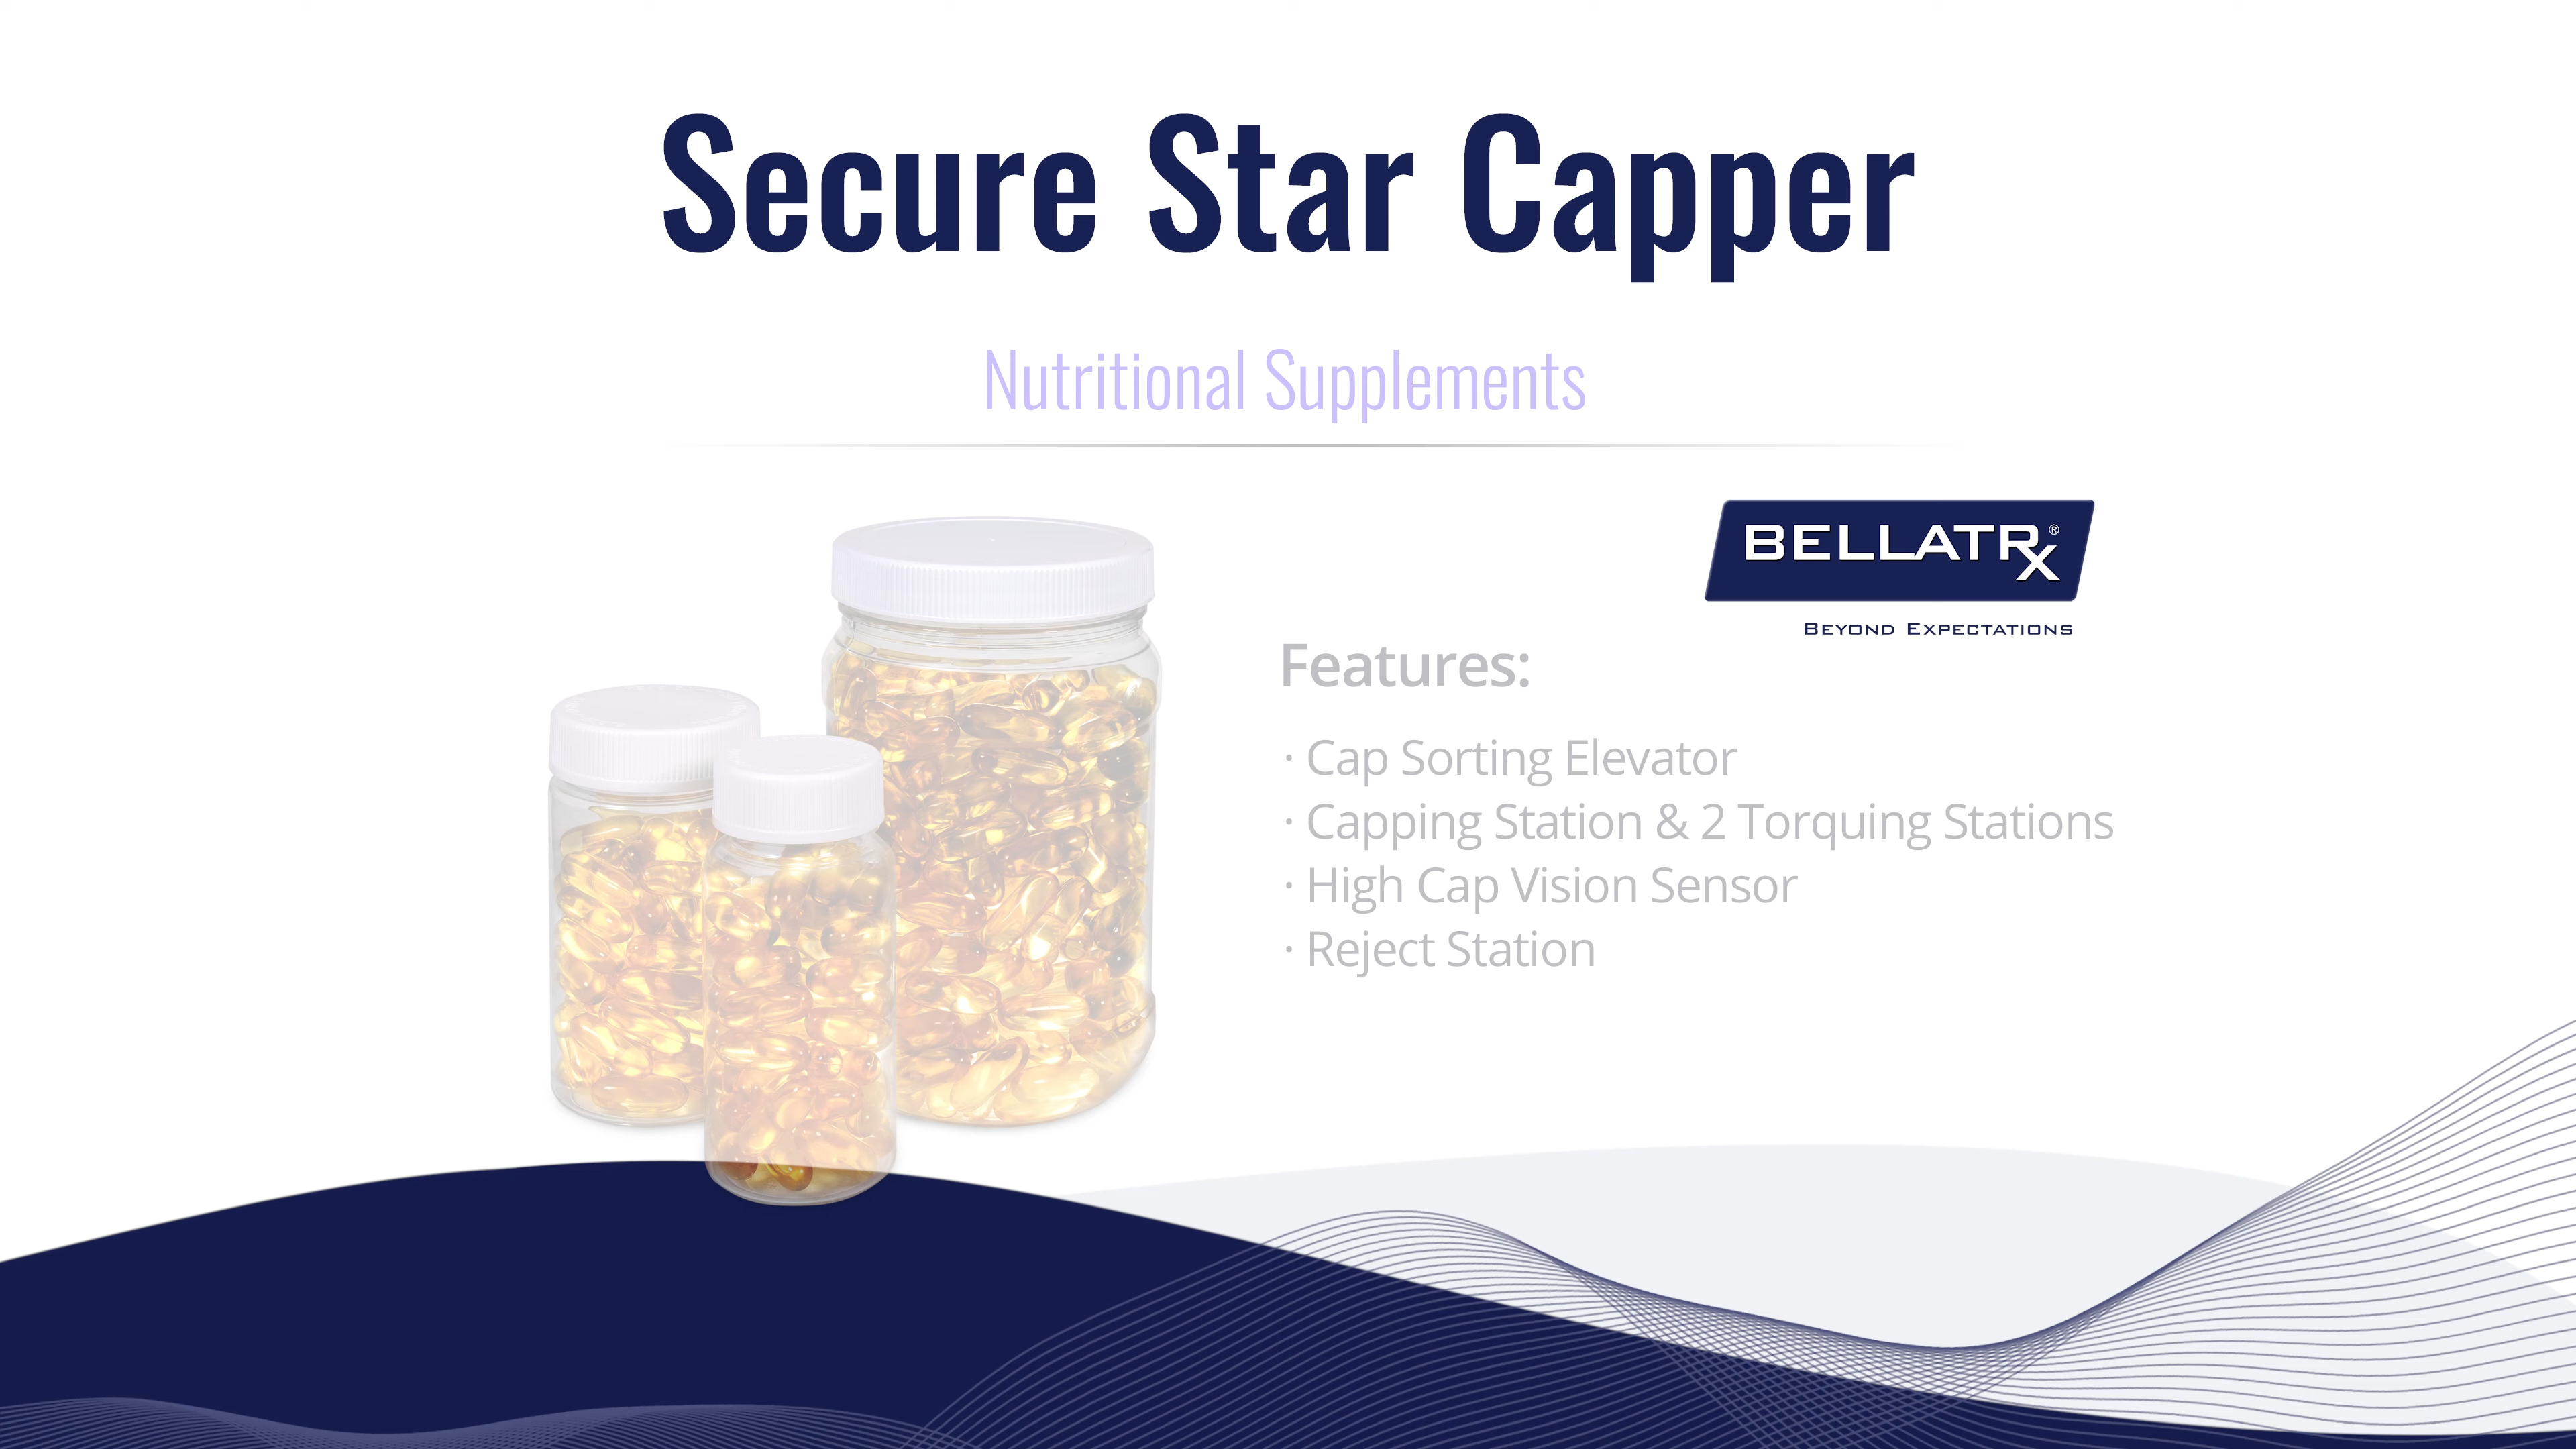 Secure Star Capper
Nutritional Supplements
BELLATRX®
BEYOND EXPECTATIONS
Features:
· Cap Sorting Elevator
· Capping Station & 2 Torquing Stations
· High Cap Vision Sensor
· Reject Station